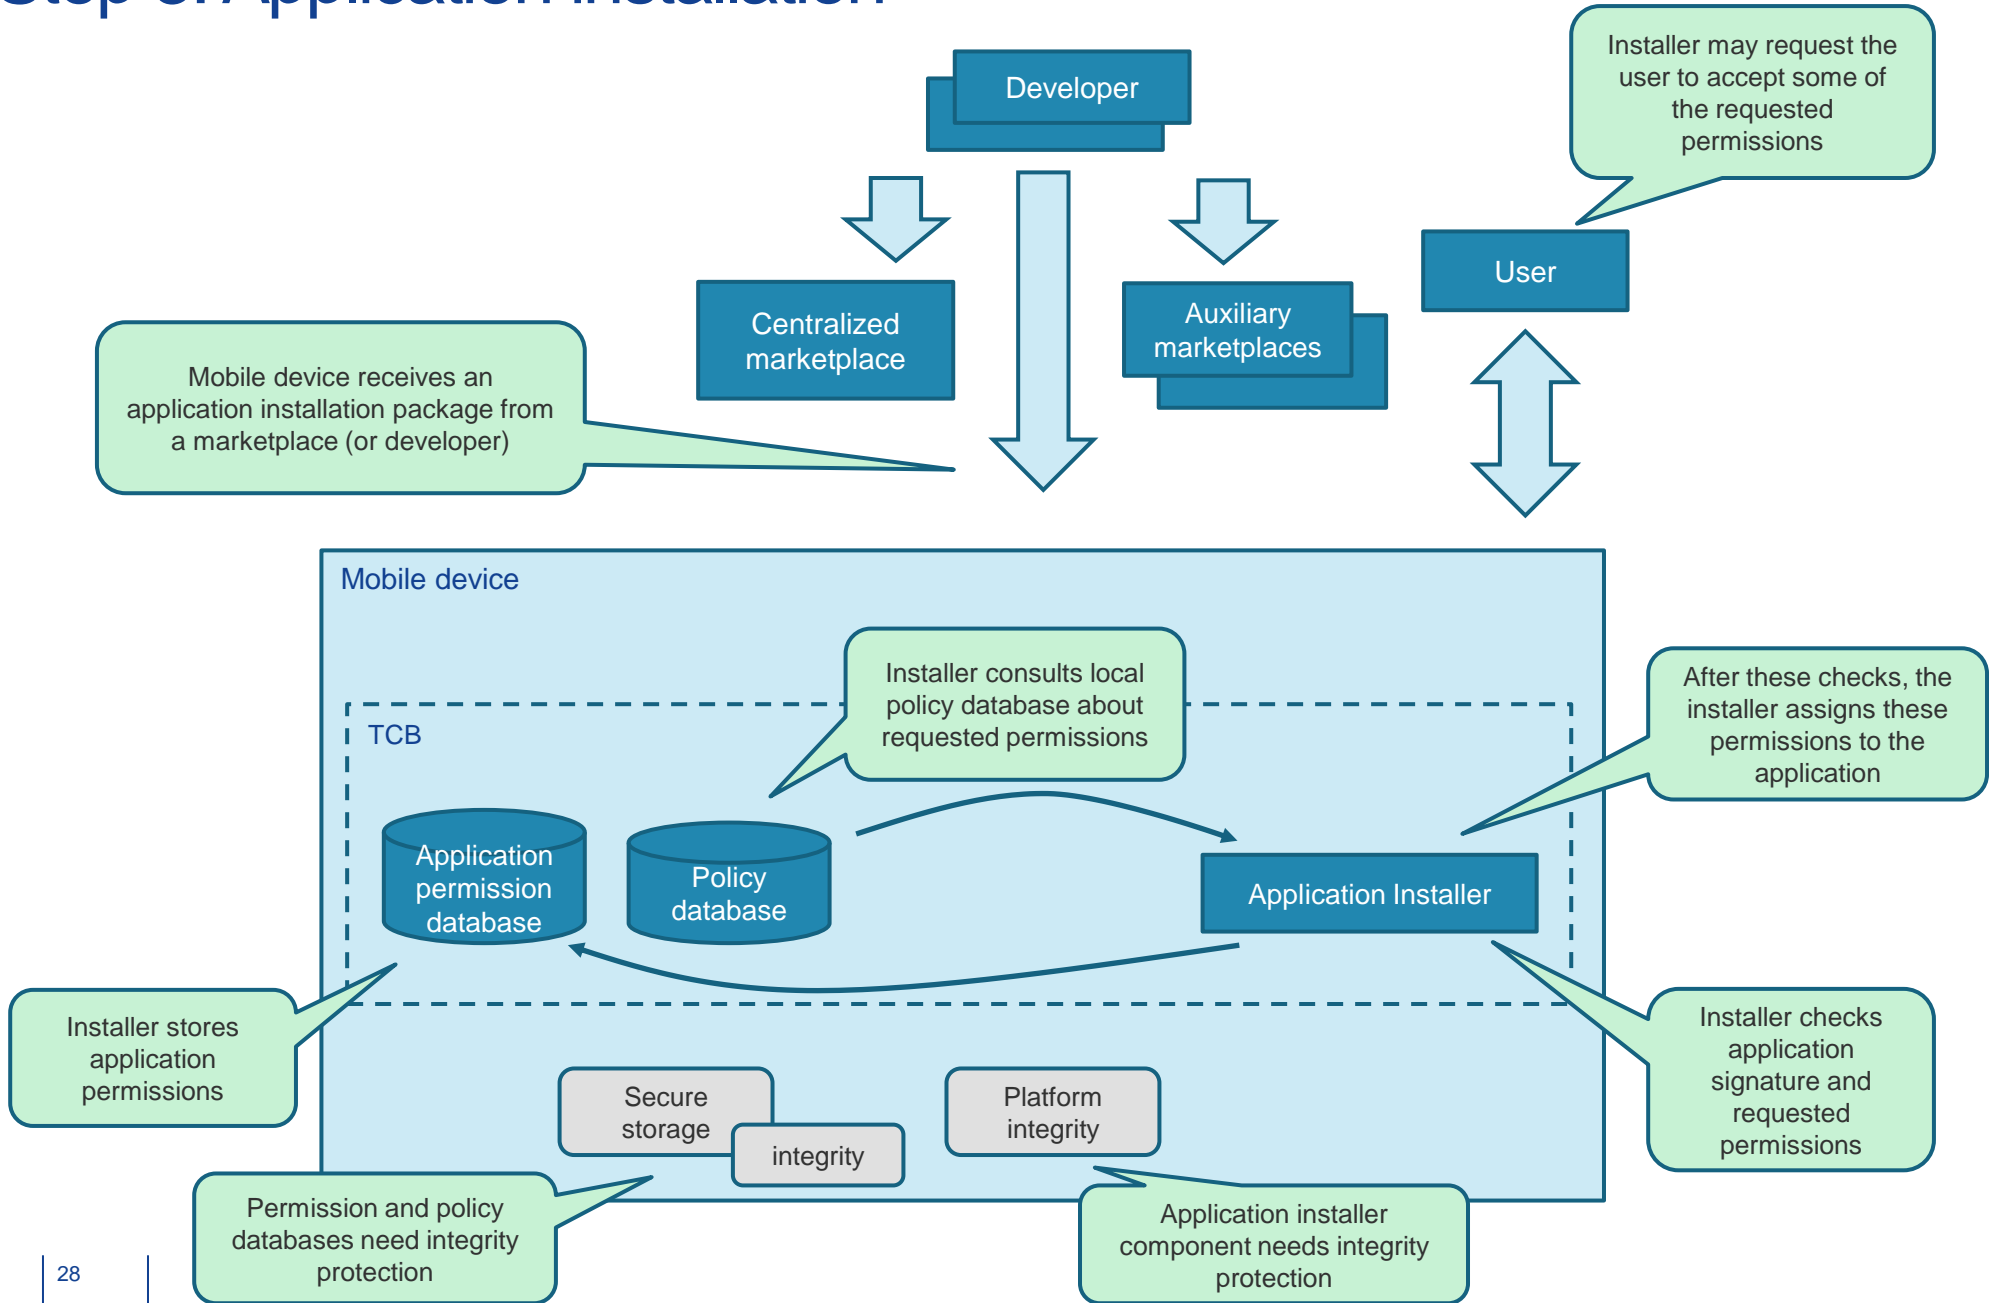 Application installation
Developer
Installer may request the
user to accept some of
the requested
permissions
User
Centralized
marketplace
Auxiliary
marketplaces
Mobile device receives an
application installation package from
a marketplace (or developer)
Mobile device
Installer consults local
policy database about
requested permissions
After these checks, the
installer assigns these
permissions to the
application
TCB
Application
permission
database
Policy
database
Application Installer
Installer stores
application
permissions
Installer checks
application
signature and
requested
permissions
Secure
storage
integrity
Platform
integrity
Permission and policy
databases need integrity
protection
Application installer
component needs integrity
protection
28